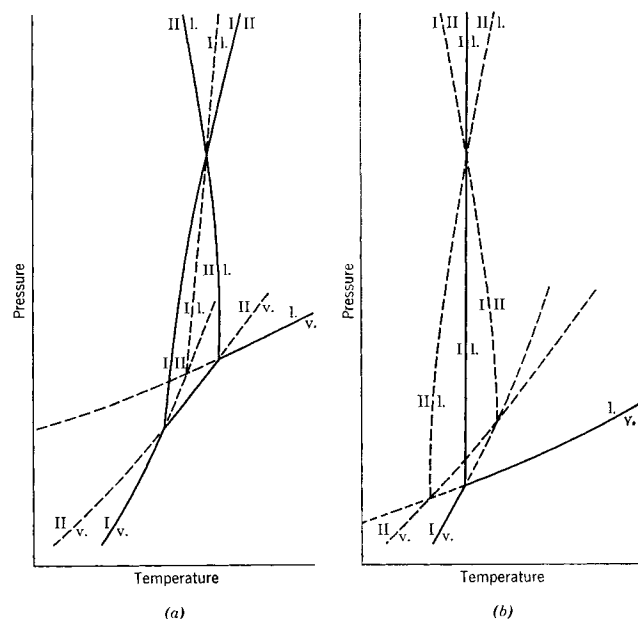 II l. I l. I II
I II II l.
I l.
Pressure
II l.
I l.
II v.
l. v.
I II
II v.
I v.
Temperature
(a)
Pressure
I II
II l.
I l.
l. v.
II v.
I v.
Temperature
(b)